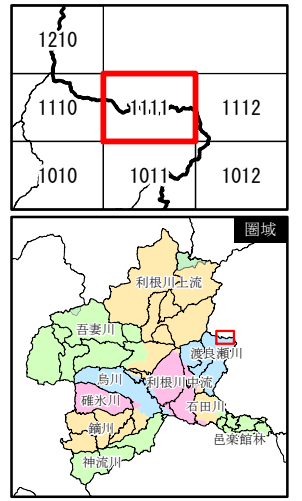 1210
1110 1111 1112
1010 1011 1012
圏域
利根川上流
吾妻川
渡良瀬川
烏川
利根川中流
碓氷川
石田川
鏑川
邑楽館林
神流川